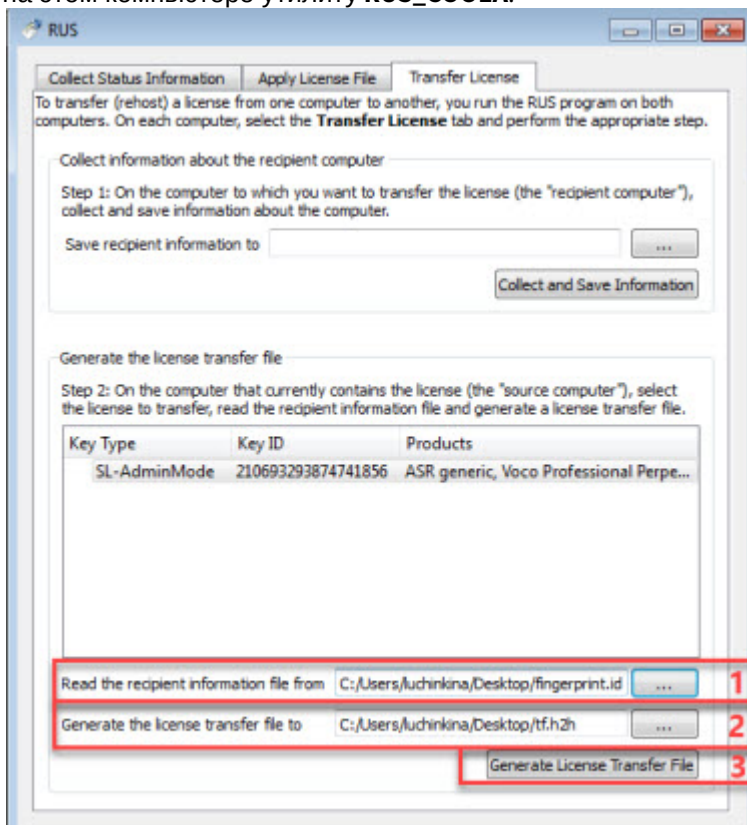 на этом компьютере утилиту RUS_CSOLA.
RUS
Collect Status Information Apply License File Transfer License
To transfer (rehost) a license from one computer to another, you run the RUS program on both
computers. On each computer, select the Transfer License tab and perform the appropriate step.
Collect information about the recipient computer
Step 1: On the computer to which you want to transfer the license (the "recipient computer"),
collect and save information about the computer.
Save recipient information to ...
Collect and Save Information
Generate the license transfer file
Step 2: On the computer that currently contains the license (the "source computer"), select
the license to transfer, read the recipient information file and generate a license transfer file.
Key Type Key ID Products
SL-AdminMode 210693293874741856 ASR generic, Voco Professional Perpe...
Read the recipient information file from C:/Users/luchinkina/Desktop/fingerprint.id ... 1
Generate the license transfer file to C:/Users/luchinkina/Desktop/tf.h2h ... 2
Generate License Transfer File 3